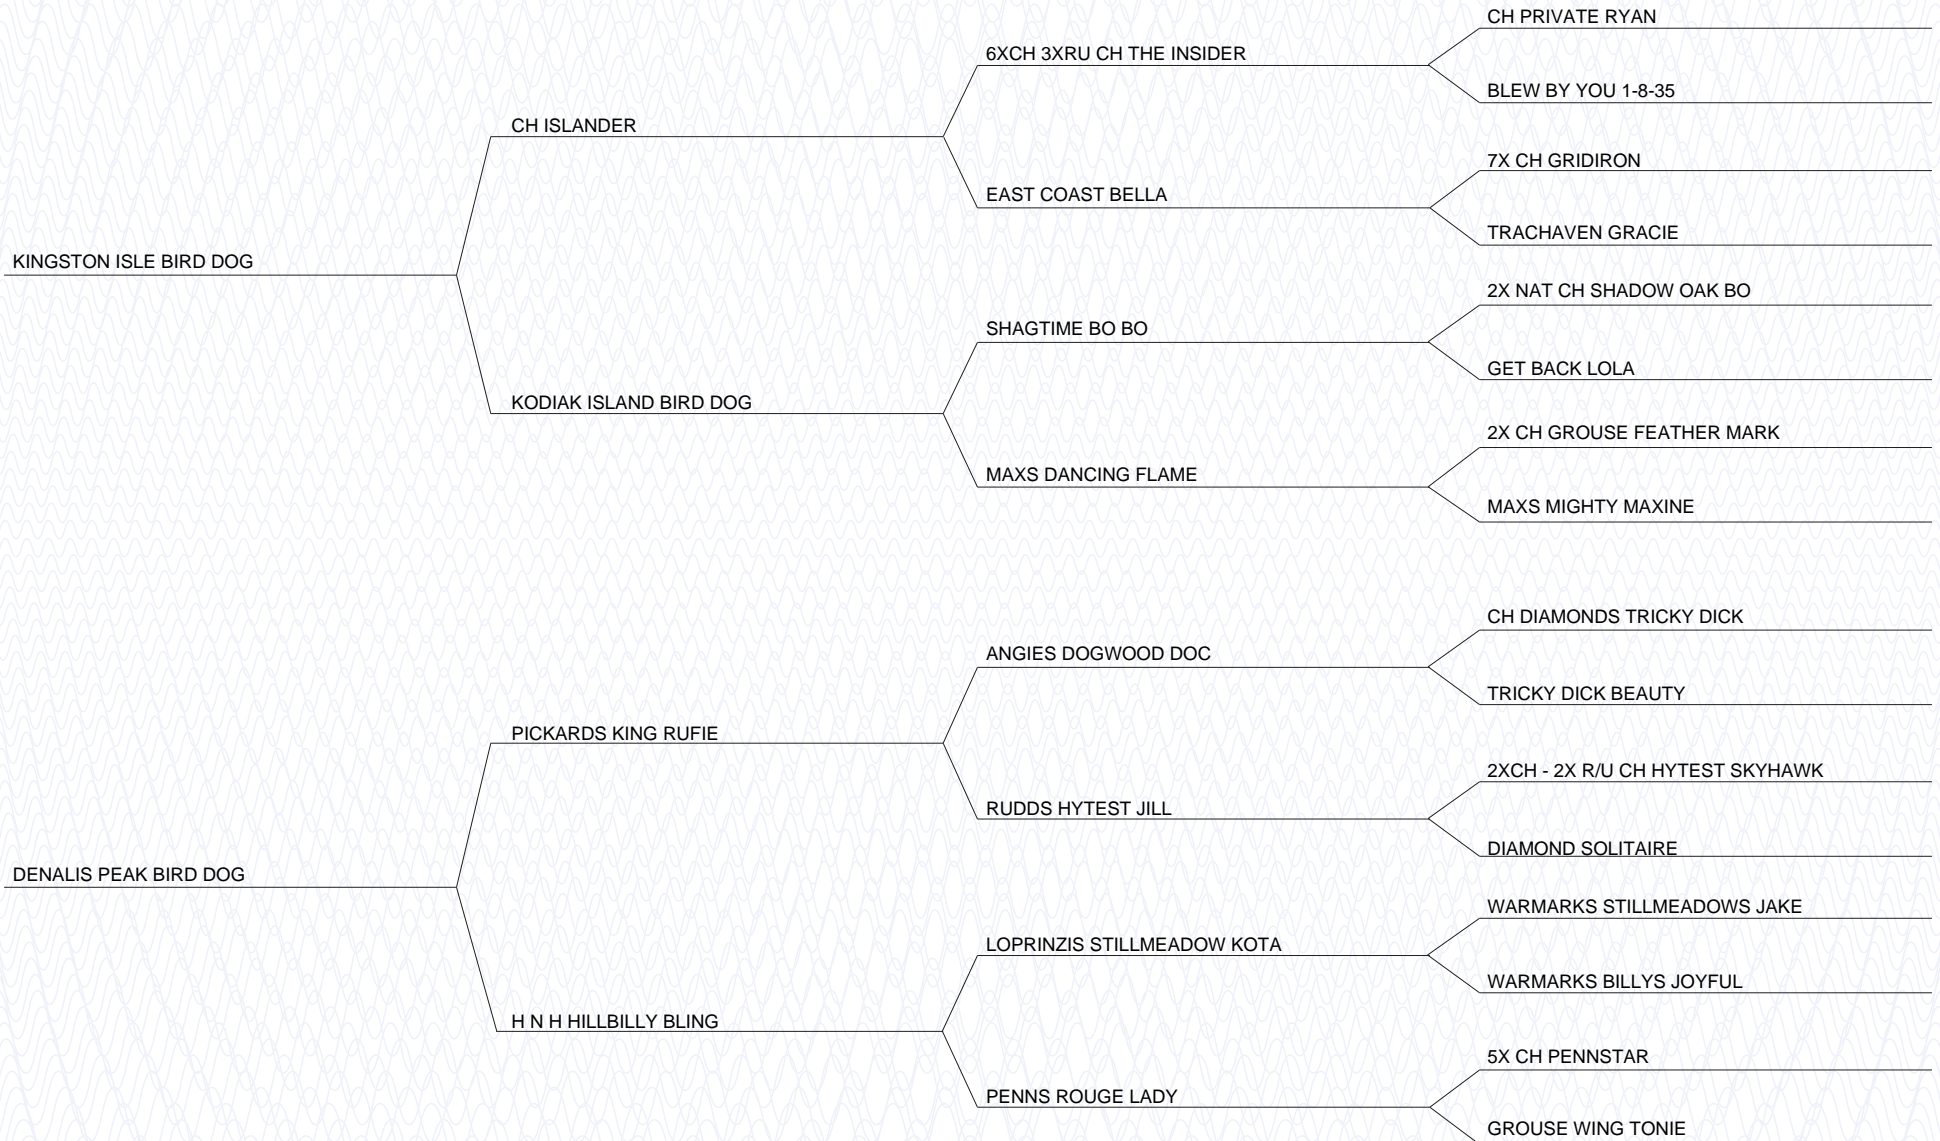 CH PRIVATE RYAN
6XCH 3XRU CH THE INSIDER
BLEW BY YOU 1-8-35
CH ISLANDER
7X CH GRIDIRON
EAST COAST BELLA
TRACHAVEN GRACIE
KINGSTON ISLE BIRD DOG
2X NAT CH SHADOW OAK BO
SHAGTIME BO BO
GET BACK LOLA
KODIAK ISLAND BIRD DOG
2X CH GROUSE FEATHER MARK
MAXS DANCING FLAME
MAXS MIGHTY MAXINE
CH DIAMONDS TRICKY DICK
ANGIES DOGWOOD DOC
TRICKY DICK BEAUTY
PICKARDS KING RUFIE
2XCH - 2X R/U CH HYTEST SKYHAWK
RUDDS HYTEST JILL
DIAMOND SOLITAIRE
DENALIS PEAK BIRD DOG
WARMARKS STILLMEADOWS JAKE
LOPRINZIS STILLMEADOW KOTA
WARMARKS BILLYS JOYFUL
H N H HILLBILLY BLING
5X CH PENNSTAR
PENNS ROUGE LADY
GROUSE WING TONIE